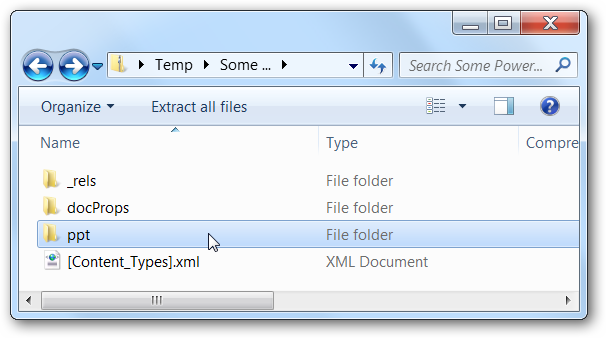 Temp Some ... Search Some Power...
Organize Extract all files
Name Type Compre
_rels File folder
docProps File folder
ppt File folder
[Content_Types].xml XML Document